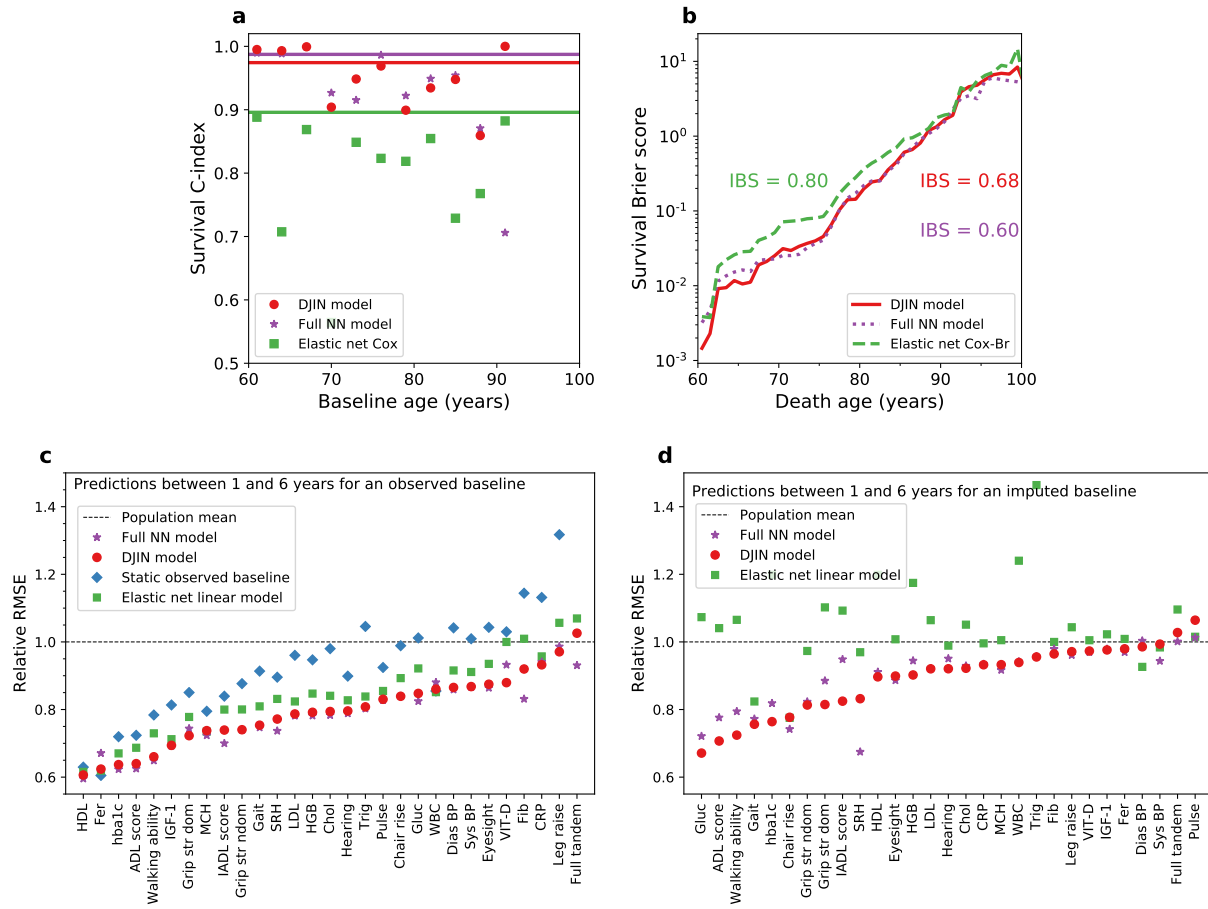 a
1.0
0.9
0.8
0.7
0.6
0.5
Survival C-index
DJIN model
Full NN model
Elastic net Cox
60
70
80
90
100
Baseline age (years)
b
10^1
10^0
10^-1
10^-2
10^-3
Survival Brier score
IBS = 0.80
IBS = 0.68
IBS = 0.60
DJIN model
Full NN model
Elastic net Cox-Br
60
70
80
90
100
Death age (years)
c
Predictions between 1 and 6 years for an observed baseline
Population mean
Full NN model
DJIN model
Static observed baseline
Elastic net linear model
1.4
1.2
1.0
0.8
0.6
Relative RMSE
HDL
Fer
hba1c
ADL score
Walking ability
IGF-1
Grip str dom
MCH
IADL score
Grip str ndom
Gait
SRH
LDL
HGB
Chol
Hearing
Trig
Pulse
Chair rise
Gluc
WBC
Dias BP
Sys BP
Eyesight
VIT-D
Fib
CRP
Leg raise
Full tandem
d
Predictions between 1 and 6 years for an imputed baseline
Population mean
Full NN model
DJIN model
Elastic net linear model
1.4
1.2
1.0
0.8
0.6
Relative RMSE
Gluc
ADL score
Walking ability
Gait
hba1c
Chair rise
Grip str ndom
Grip str dom
IADL score
SRH
HDL
Eyesight
HGB
LDL
Hearing
Chol
CRP
MCH
WBC
Trig
Fib
Leg raise
VIT-D
IGF-1
Fer
Dias BP
Sys BP
Full tandem
Pulse